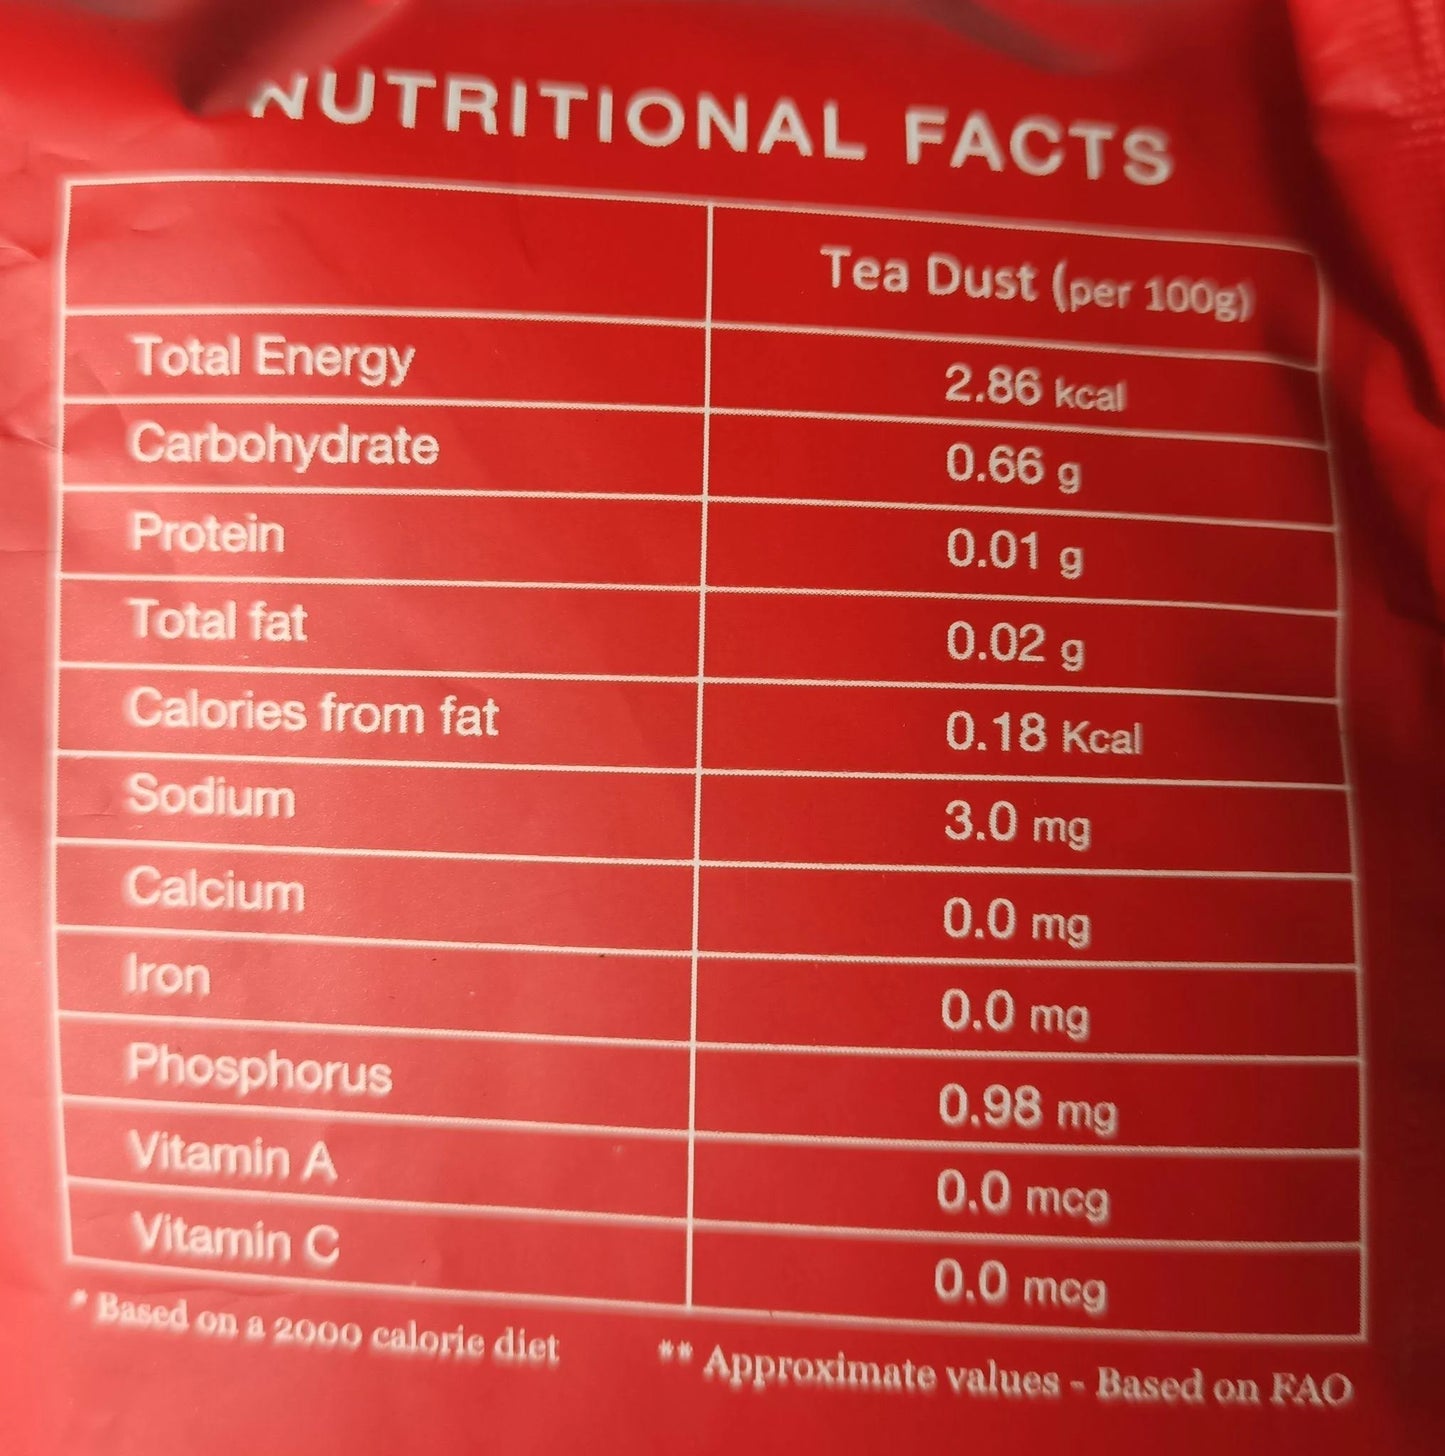 NUTRITIONAL FACTS
Tea Dust (per 100g)
Total Energy 2.86 kcal
Carbohydrate 0.66 g
Protein 0.01 g
Total fat 0.02 g
Calories from fat 0.18 Kcal
Sodium 3.0 mg
Calcium 0.0 mg
Iron 0.0 mg
Phosphorus 0.98 mg
Vitamin A 0.0 mcg
Vitamin C 0.0 mcg
* Based on a 2000 calorie diet ** Approximate values - Based on FAO